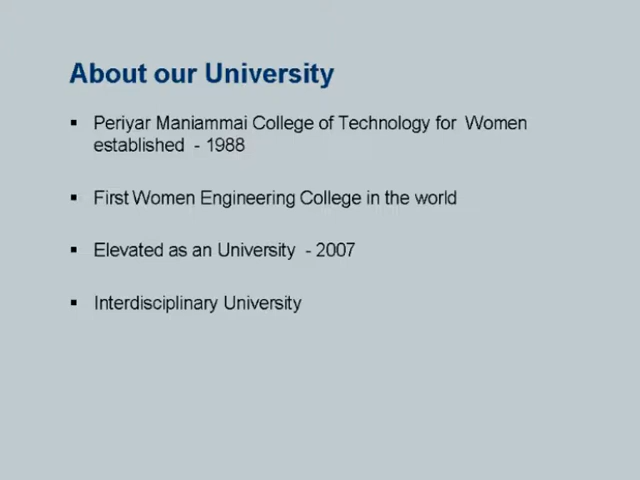 About our University
▪ Periyar Maniammai College of Technology for Women
established - 1988
▪ First Women Engineering College in the world
▪ Elevated as an University - 2007
▪ Interdisciplinary University